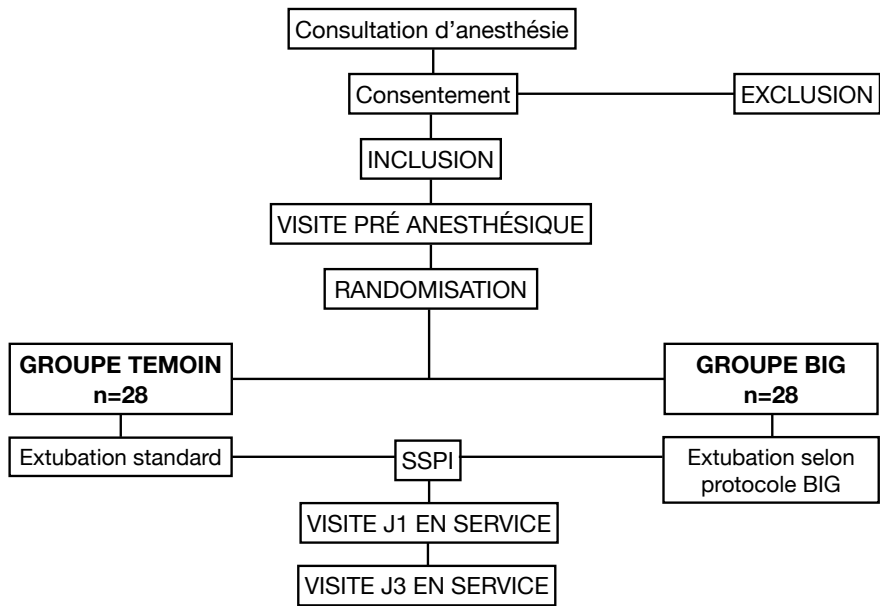 Consultation d'anesthésie
Consentement
EXCLUSION
INCLUSION
VISITE PRÉ ANESTHÉSIQUE
RANDOMISATION
GROUPE TEMOIN
n=28
GROUPE BIG
n=28
Extubation standard
SSPI
Extubation selon
protocole BIG
VISITE J1 EN SERVICE
VISITE J3 EN SERVICE